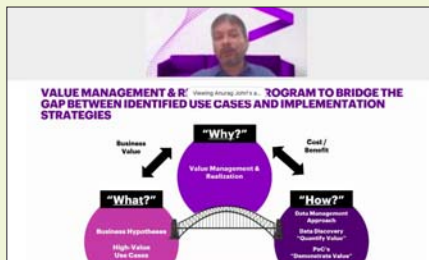 VALUE MANAGEMENT & R
Viewing Anurag Johri's a...
ROGRAM TO BRIDGE THE
GAP BETWEEN IDENTIFIED USE CASES AND IMPLEMENTATION
STRATEGIES
"Why?"
Business
Value
Cost /
Benefit
Value Management &
Realization
"What?"
"How?"
Business Hypotheses
High-Value
Use Cases
Data Management
Approach
Data Discovery
"Quantify Value"
PoC's
"Demonstrate Value"